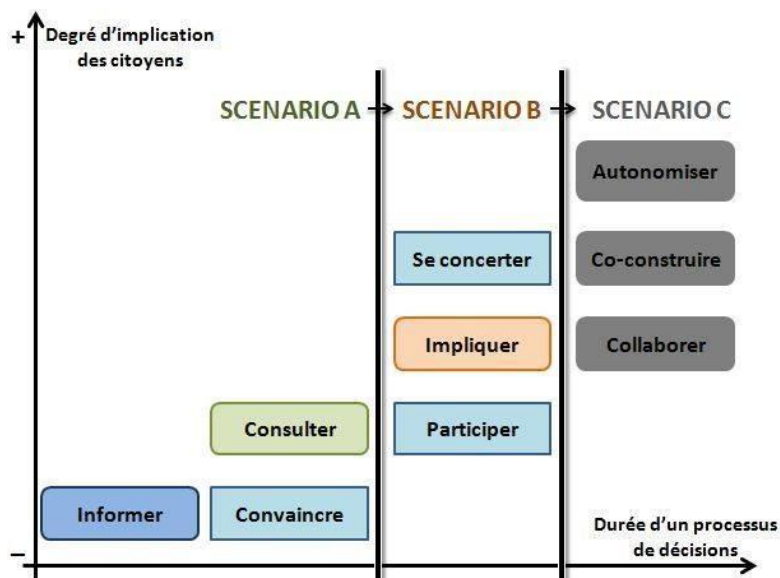 +
Degré d'implication
des citoyens
SCENARIO A
SCENARIO B
SCENARIO C
Autonomiser
Se concerter
Co-construire
Impliquer
Collaborer
Consulter
Participer
Informer
Convaincre
Durée d'un processus
de décisions
–